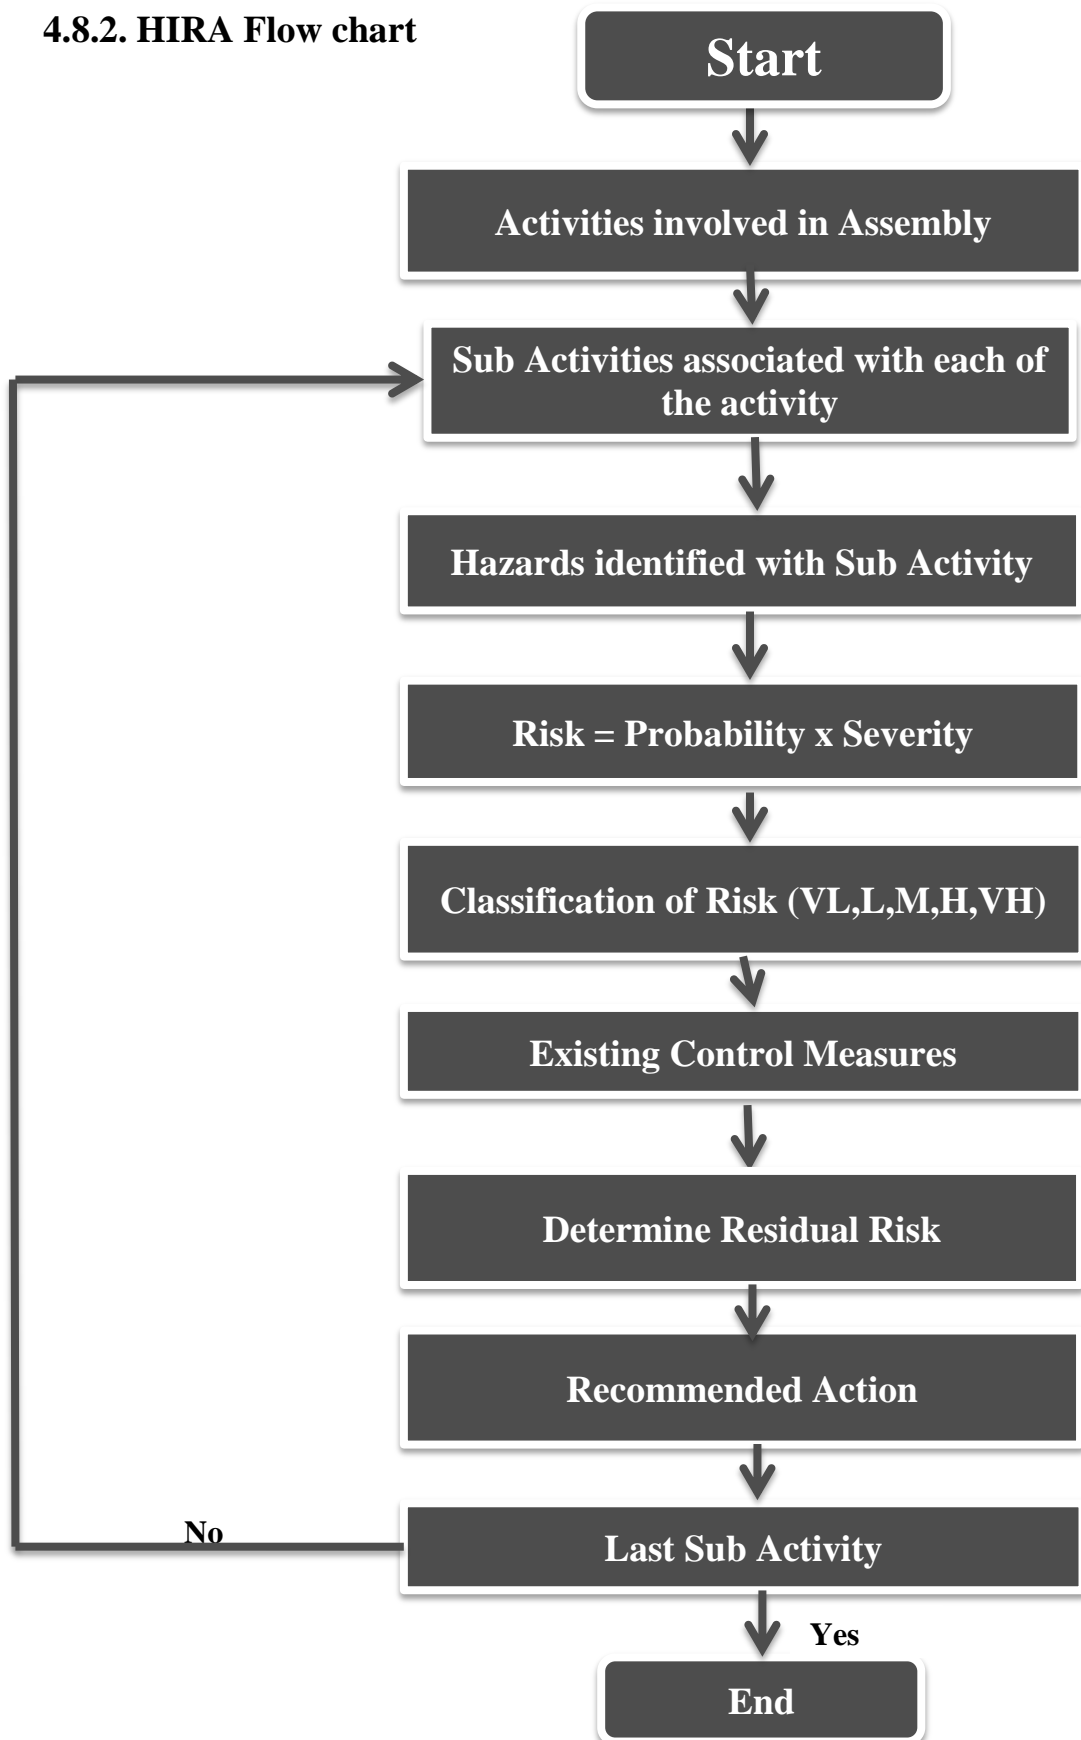 4.8.2. HIRA Flow chart
Start
Activities involved in Assembly
Sub Activities associated with each of
the activity
Hazards identified with Sub Activity
Risk = Probability x Severity
Classification of Risk (VL,L,M,H,VH)
Existing Control Measures
Determine Residual Risk
Recommended Action
No
Last Sub Activity
Yes
End